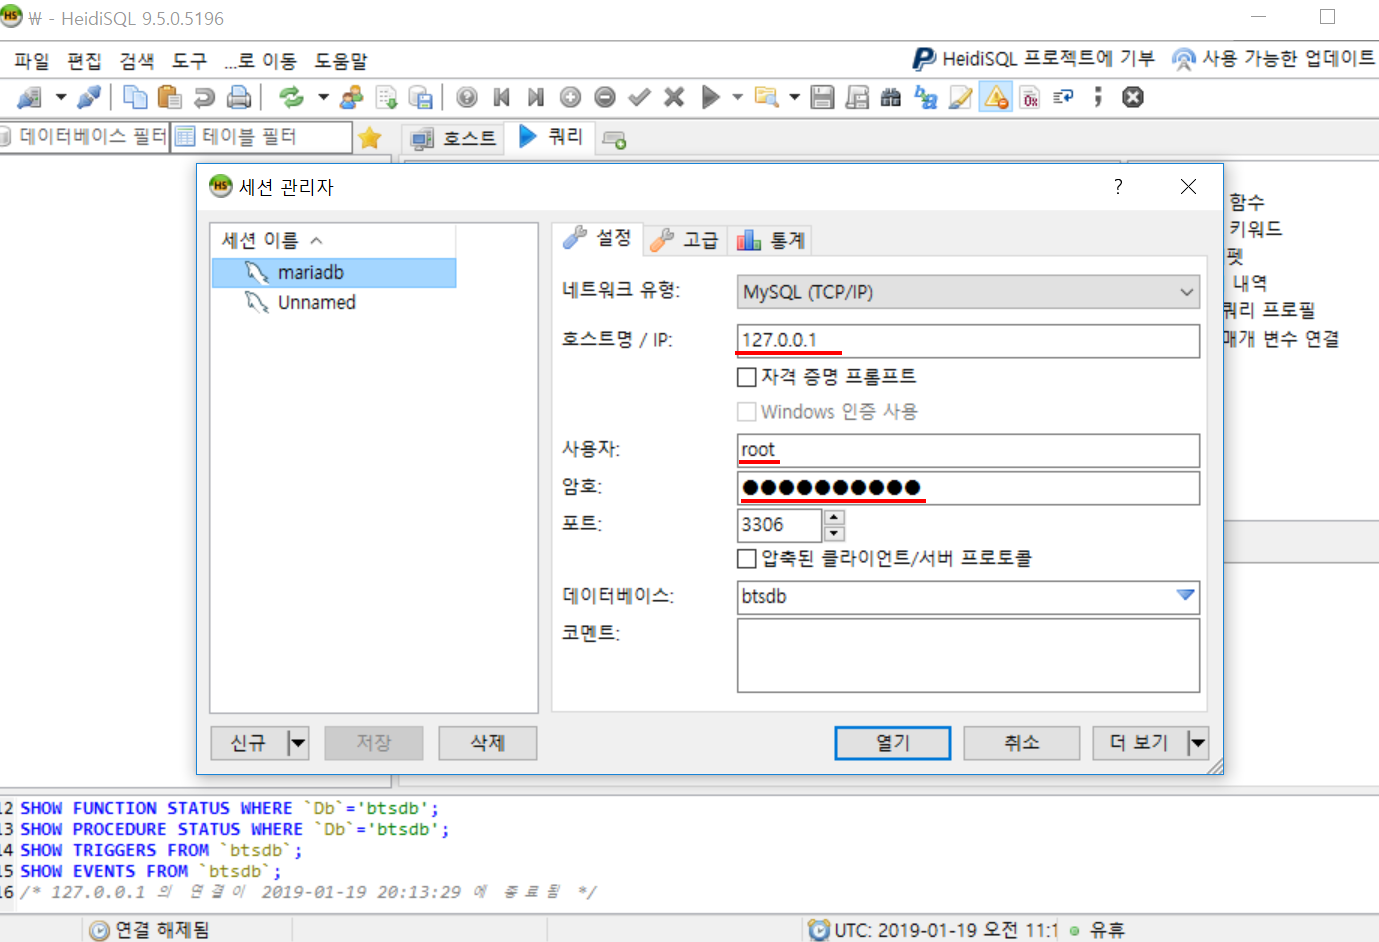 ₩ - HeidiSQL 9.5.0.5196
파일 편집 검색 도구 ...로 이동 도움말
HeidiSQL 프로젝트에 기부 사용 가능한 업데이트
데이터베이스 필터 테이블 필터
호스트 쿼리
세션 관리자 ?
세션 이름
mariadb
Unnamed
설정 고급 통계
네트워크 유형: MySQL (TCP/IP)
호스트명 / IP: 127.0.0.1
자격 증명 프롬프트
Windows 인증 사용
사용자: root
암호: ●●●●●●●●●●
포트: 3306
압축된 클라이언트/서버 프로토콜
데이터베이스: btsdb
코멘트:
신규 저장 삭제 열기 취소 더 보기
함수
키워드
펫
내역
쿼리 프로필
매개 변수 연결
12 SHOW FUNCTION STATUS WHERE `Db`='btsdb';
13 SHOW PROCEDURE STATUS WHERE `Db`='btsdb';
14 SHOW TRIGGERS FROM `btsdb`;
15 SHOW EVENTS FROM `btsdb`;
16 /* 127.0.0.1 의 연결이 2019-01-19 20:13:29 에 종료됨 */
연결 해제됨 UTC: 2019-01-19 오전 11:1 유휴